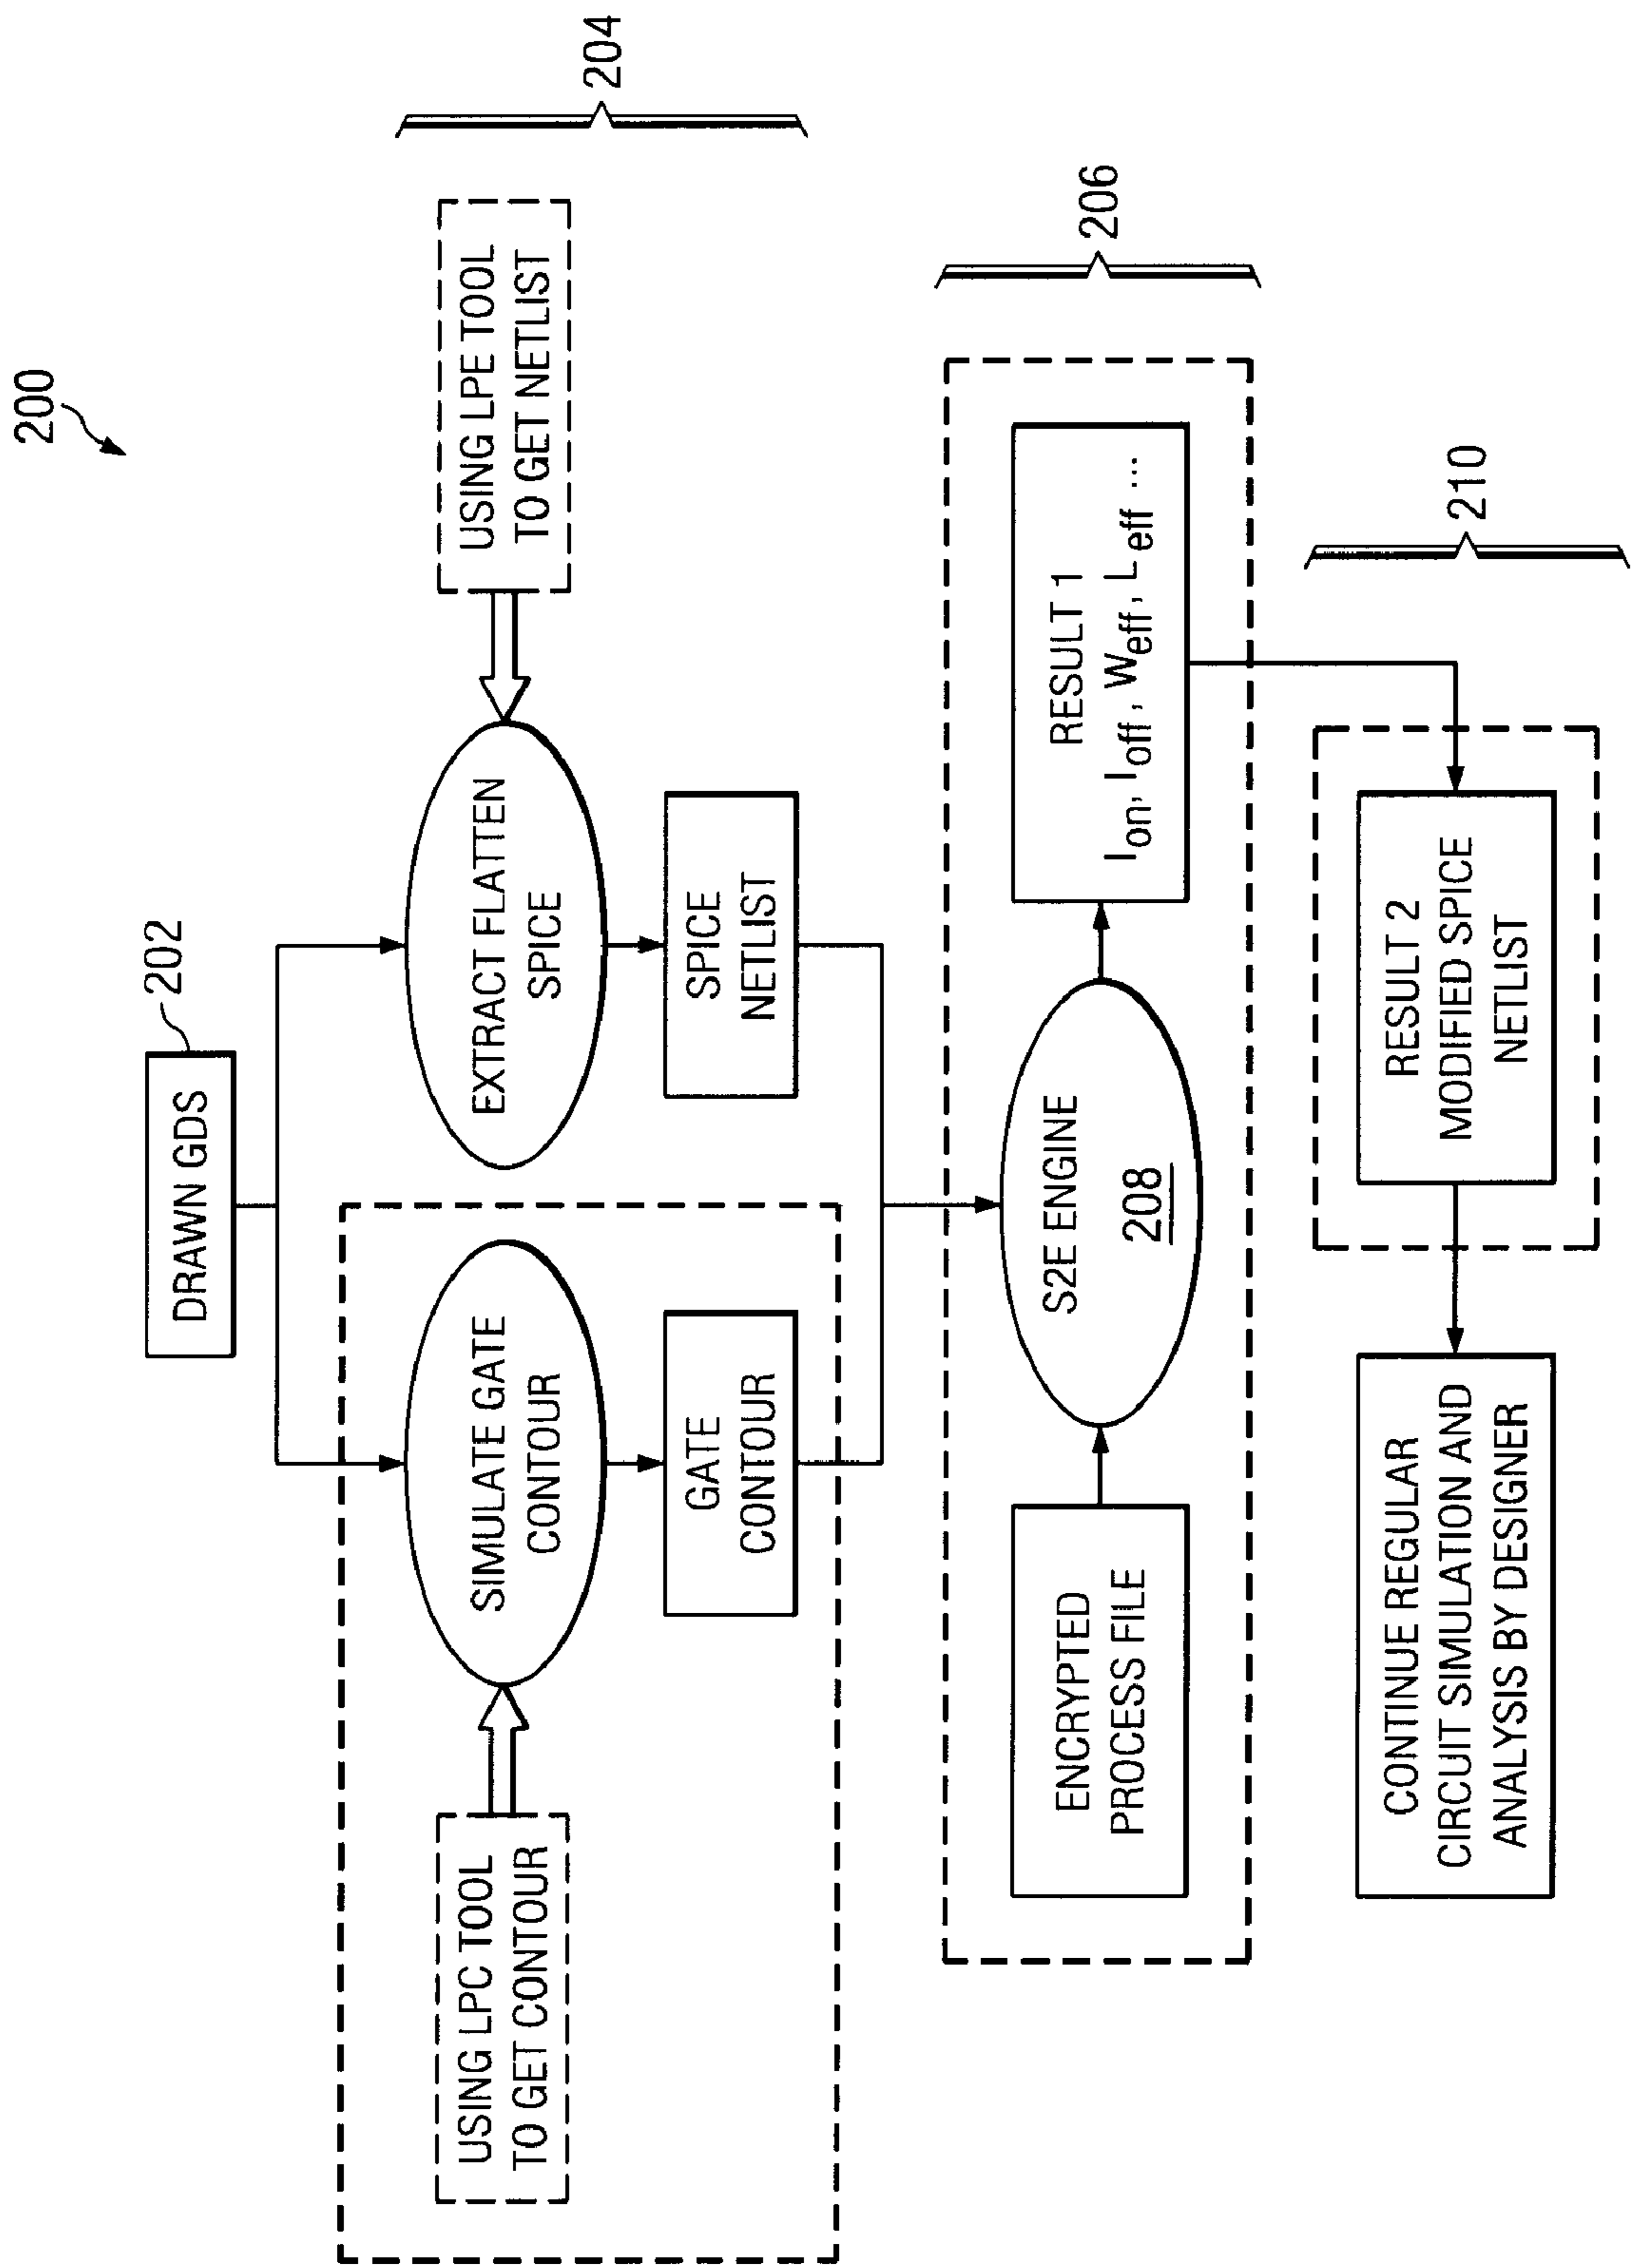 200
DRAWN GDS
202
204
USING LPC TOOL
TO GET CONTOUR
SIMULATE GATE
CONTOUR
EXTRACT FLATTEN
SPICE
USING LPE TOOL
TO GET NETLIST
GATE
CONTOUR
SPICE
NETLIST
206
ENCRYPTED
PROCESS FILE
S2E ENGINE
208
RESULT 1
Ion, Ioff, Weff, Leff ...
210
CONTINUE REGULAR
CIRCUIT SIMULATION AND
ANALYSIS BY DESIGNER
RESULT 2
MODIFIED SPICE
NETLIST